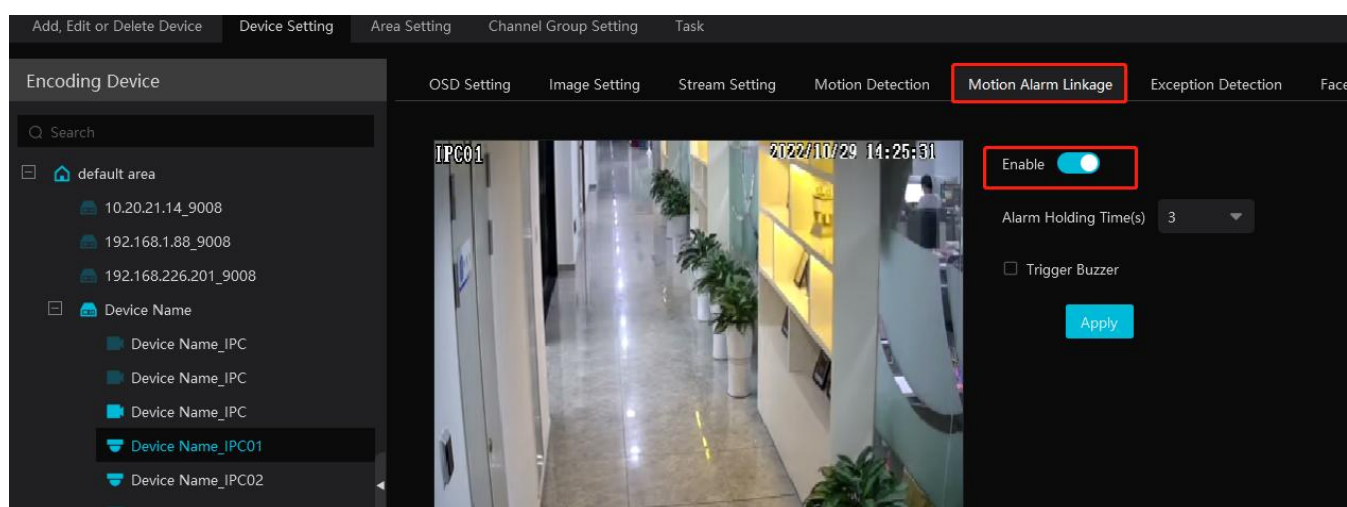 Add, Edit or Delete Device Device Setting Area Setting Channel Group Setting Task
Encoding Device
OSD Setting Image Setting Stream Setting Motion Detection Motion Alarm Linkage Exception Detection Face
Search
default area
10.20.21.14_9008
192.168.1.88_9008
192.168.226.201_9008
Device Name
Device Name_IPC
Device Name_IPC
Device Name_IPC
Device Name_IPC01
Device Name_IPC02
IPC01 2022/10/29 14:25:31
Enable
Alarm Holding Time(s) 3
Trigger Buzzer
Apply